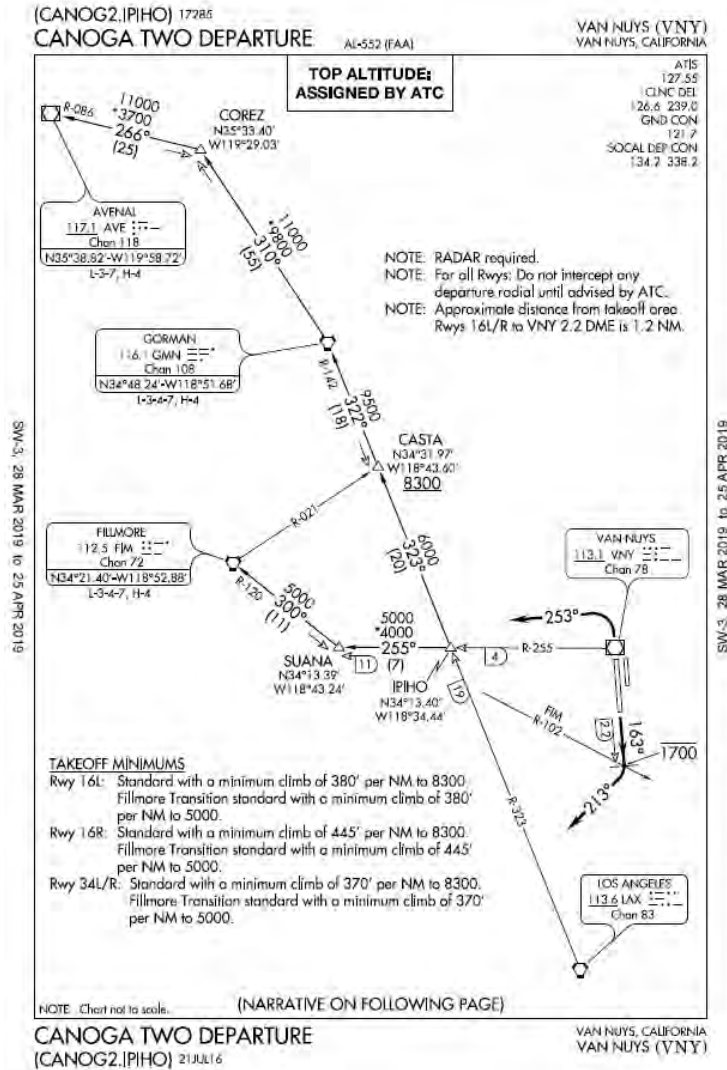 (CANOG2.IPIHO) 17285
CANOGA TWO DEPARTURE
AL-552 (FAA)
VAN NUYS (VNY)
VAN NUYS, CALIFORNIA
TOP ALTITUDE:
ASSIGNED BY ATC
ATIS
127.55
CLNC DEL
126.6 239.0
GND CON
121.7
SOCAL DEP CON
134.2 338.2
R-086
11000
*3700
266°
(25)
COREZ
N35°33.40'
W119°29.03'
AVENAL
117.1 AVE
Chan 118
N35°38.82'-W119°58.72'
L-3-7, H-4
11000
*9800
310°
(55)
NOTE: RADAR required.
NOTE: For all Rwys: Do not intercept any
departure radial until advised by ATC.
NOTE: Approximate distance from takeoff area
Rwys 16L/R to VNY 2.2 DME is 1.2 NM.
GORMAN
116.1 GMN
Chan 108
N34°48.24'-W118°51.68'
L-3-4-7, H-4
R-142
9500
322°
(18)
CASTA
N34°31.97'
W118°43.60'
8300
R-021
FILLMORE
112.5 FIM
Chan 72
N34°21.40'-W118°52.88'
L-3-4-7, H-4
R-120
5000
300°
(11)
6000
323°
(20)
VAN NUYS
113.1 VNY
Chan 78
253°
R-255
4
5000
*4000
255°
(7)
11
SUANA
N34°13.39'
W118°43.24'
IPIHO
N34°13.40'
W118°34.44'
19
FIM
R-102
2.2
163°
1700
213°
R-323
TAKEOFF MINIMUMS
Rwy 16L: Standard with a minimum climb of 380' per NM to 8300.
Fillmore Transition standard with a minimum climb of 380'
per NM to 5000.
Rwy 16R: Standard with a minimum climb of 445' per NM to 8300.
Fillmore Transition standard with a minimum climb of 445'
per NM to 5000.
Rwy 34L/R: Standard with a minimum climb of 370' per NM to 8300.
Fillmore Transition standard with a minimum climb of 370'
per NM to 5000.
LOS ANGELES
113.6 LAX
Chan 83
NOTE: Chart not to scale.
(NARRATIVE ON FOLLOWING PAGE)
CANOGA TWO DEPARTURE
(CANOG2.IPIHO) 21JUL16
VAN NUYS, CALIFORNIA
VAN NUYS (VNY)
SW-3, 28 MAR 2019 to 25 APR 2019
SW-3, 28 MAR 2019 to 25 APR 2019